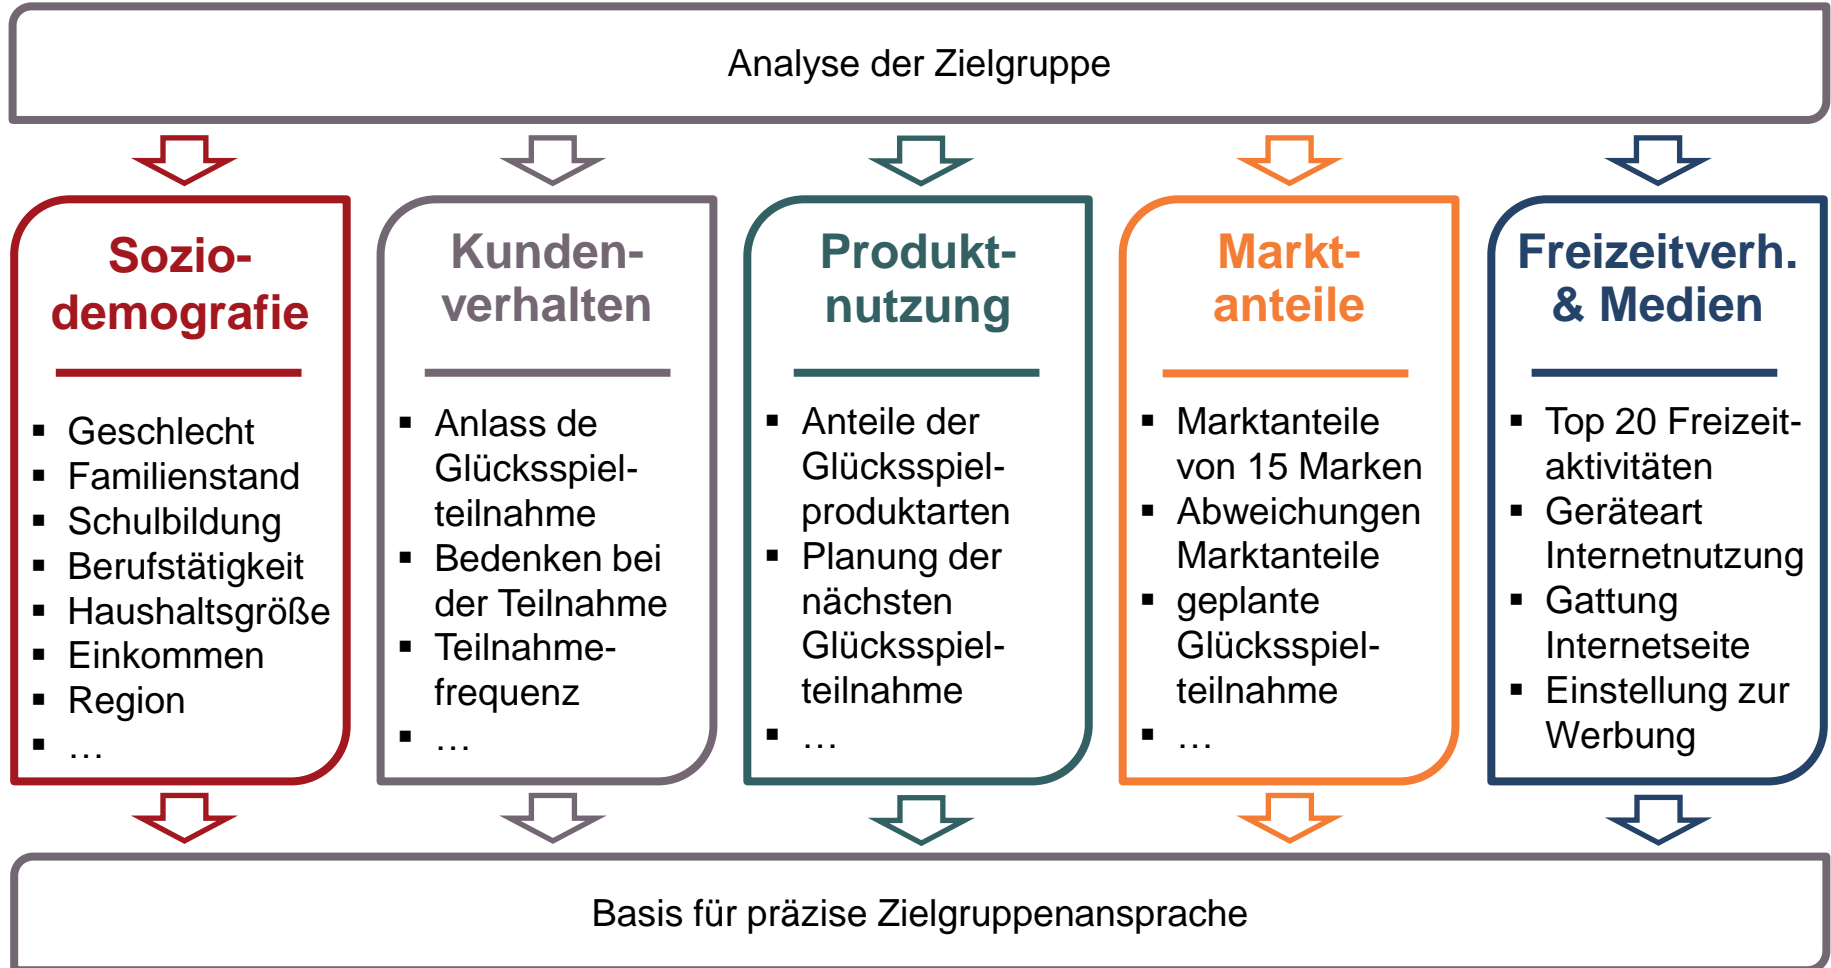 Analyse der Zielgruppe
Sozio-
demografie
▪ Geschlecht
▪ Familienstand
▪ Schulbildung
▪ Berufstätigkeit
▪ Haushaltsgröße
▪ Einkommen
▪ Region
▪ …
Kunden-
verhalten
▪ Anlass de
Glücksspiel-
teilnahme
▪ Bedenken bei
der Teilnahme
▪ Teilnahme-
frequenz
▪ …
Produkt-
nutzung
▪ Anteile der
Glücksspiel-
produktarten
▪ Planung der
nächsten
Glücksspiel-
teilnahme
▪ …
Markt-
anteile
▪ Marktanteile
von 15 Marken
▪ Abweichungen
Marktanteile
▪ geplante
Glücksspiel-
teilnahme
▪ …
Freizeitverh.
& Medien
▪ Top 20 Freizeit-
aktivitäten
▪ Geräteart
Internetnutzung
▪ Gattung
Internetseite
▪ Einstellung zur
Werbung
Basis für präzise Zielgruppenansprache